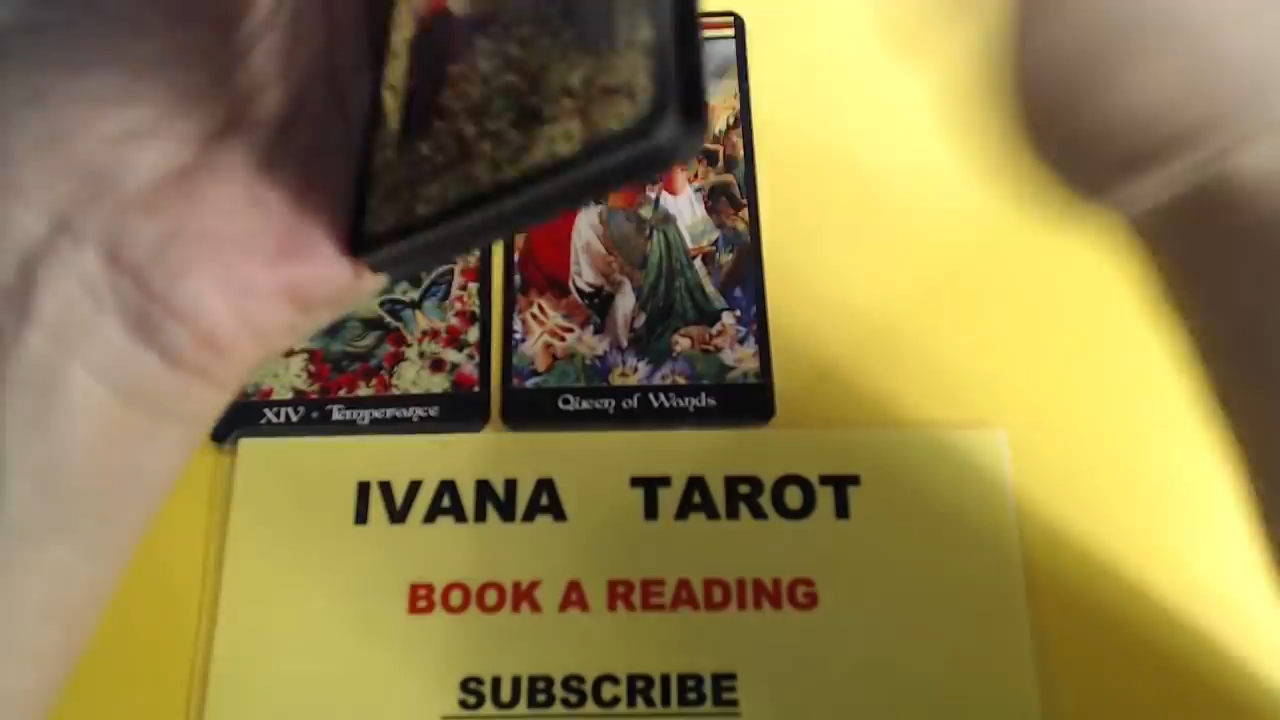 XIV - Temperance
Queen of Wands
IVANA TAROT
BOOK A READING
SUBSCRIBE